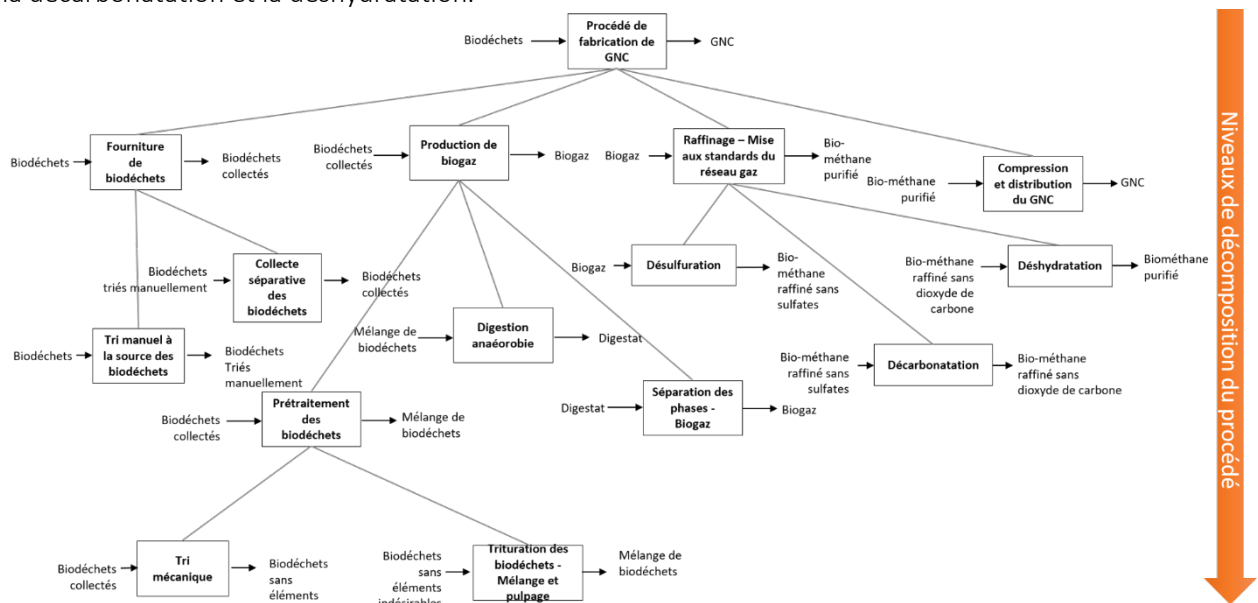 la décarbonatation et la déshydratation.
Biodéchets
Procédé de
fabrication de
GNC
GNC
Biodéchets
Fourniture
de
biodéchets
Biodéchets
collectés
Biodéchets
collectés
Production de
biogaz
Biogaz
Biogaz
Raffinage – Mise
aux standards du
réseau gaz
Bio-
méthane
purifié
Bio-méthane
purifié
Compression
et distribution
du GNC
GNC
Biodéchets
triés manuellement
Collecte
séparative
des
biodéchets
Biodéchets
collectés
Biogaz
Désulfuration
Bio-
méthane
raffiné sans
sulfates
Bio-méthane
raffiné sans
dioxyde de
carbone
Déshydratation
Biométhane
purifié
Biodéchets
Tri manuel à
la source des
biodéchets
Biodéchets
Triés
manuellement
Mélange de
biodéchets
Digestion
anaéorobie
Digestat
Bio-méthane
raffiné sans
sulfates
Décarbonatation
Bio-méthane
raffiné sans
dioxyde de carbone
Biodéchets
collectés
Prétraitement
des
biodéchets
Mélange de
biodéchets
Digestat
Séparation des
phases -
Biogaz
Biogaz
Biodéchets
collectés
Tri
mécanique
Biodéchets
sans
éléments
Biodéchets
sans
éléments
indésirables
Trituration des
biodéchets -
Mélange et
pulpage
Mélange de
biodéchets
Niveaux de décomposition du procédé